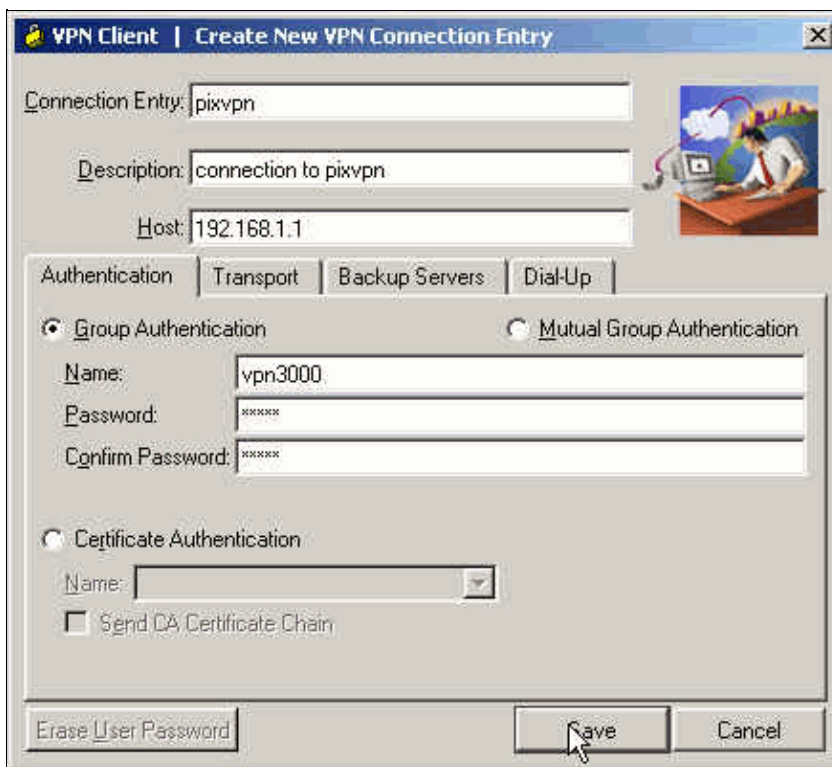 VPN Client | Create New VPN Connection Entry
Connection Entry: pixvpn
Description: connection to pixvpn
Host: 192.168.1.1
Authentication Transport Backup Servers Dial-Up
Group Authentication Mutual Group Authentication
Name: vpn3000
Password: *****
Confirm Password: *****
Certificate Authentication
Name:
Send CA Certificate Chain
Erase User Password Save Cancel